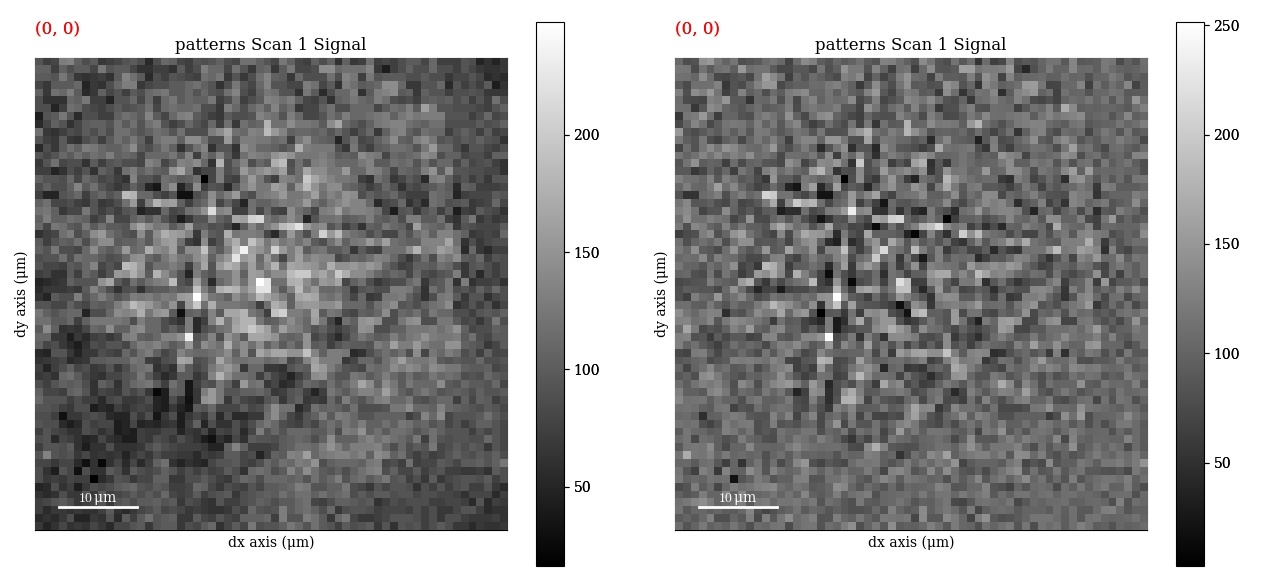 (0, 0)
patterns Scan 1 Signal
dy axis (μm)
10 μm
dx axis (μm)
200
150
100
50
(0, 0)
patterns Scan 1 Signal
dy axis (μm)
10 μm
dx axis (μm)
250
200
150
100
50